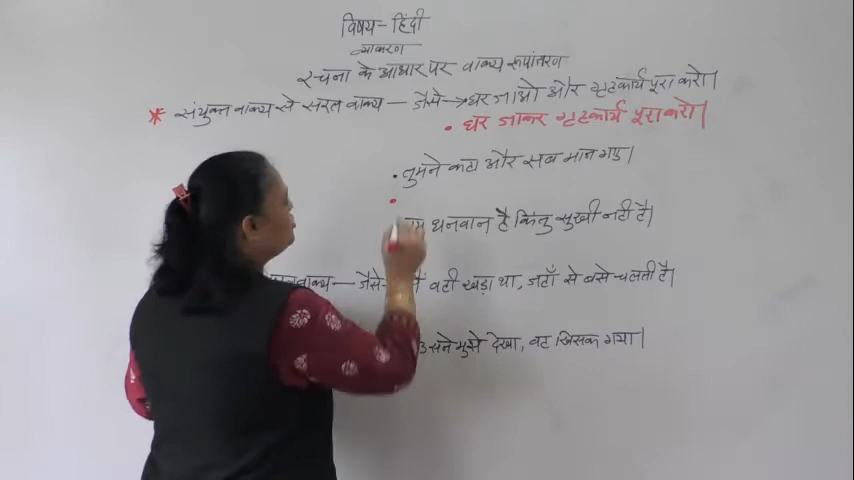 विषय - हिंदी
व्याकरण
रचना के आधार पर वाक्य रूपांतरण
* संयुक्त वाक्य से सरल वाक्य — जैसे → घर जाओ और गृहकार्य पूरा करो।
• घर जाकर गृहकार्य पूरा करो।
• तुमने कहा और सब मान गए।
धनवान है किंतु सुखी नहीं है।
वाक्य — जैसे - वहीं खड़ा था, जहाँ से बसे चलती है।
उसने मुझे देखा, वह खिसक गया।